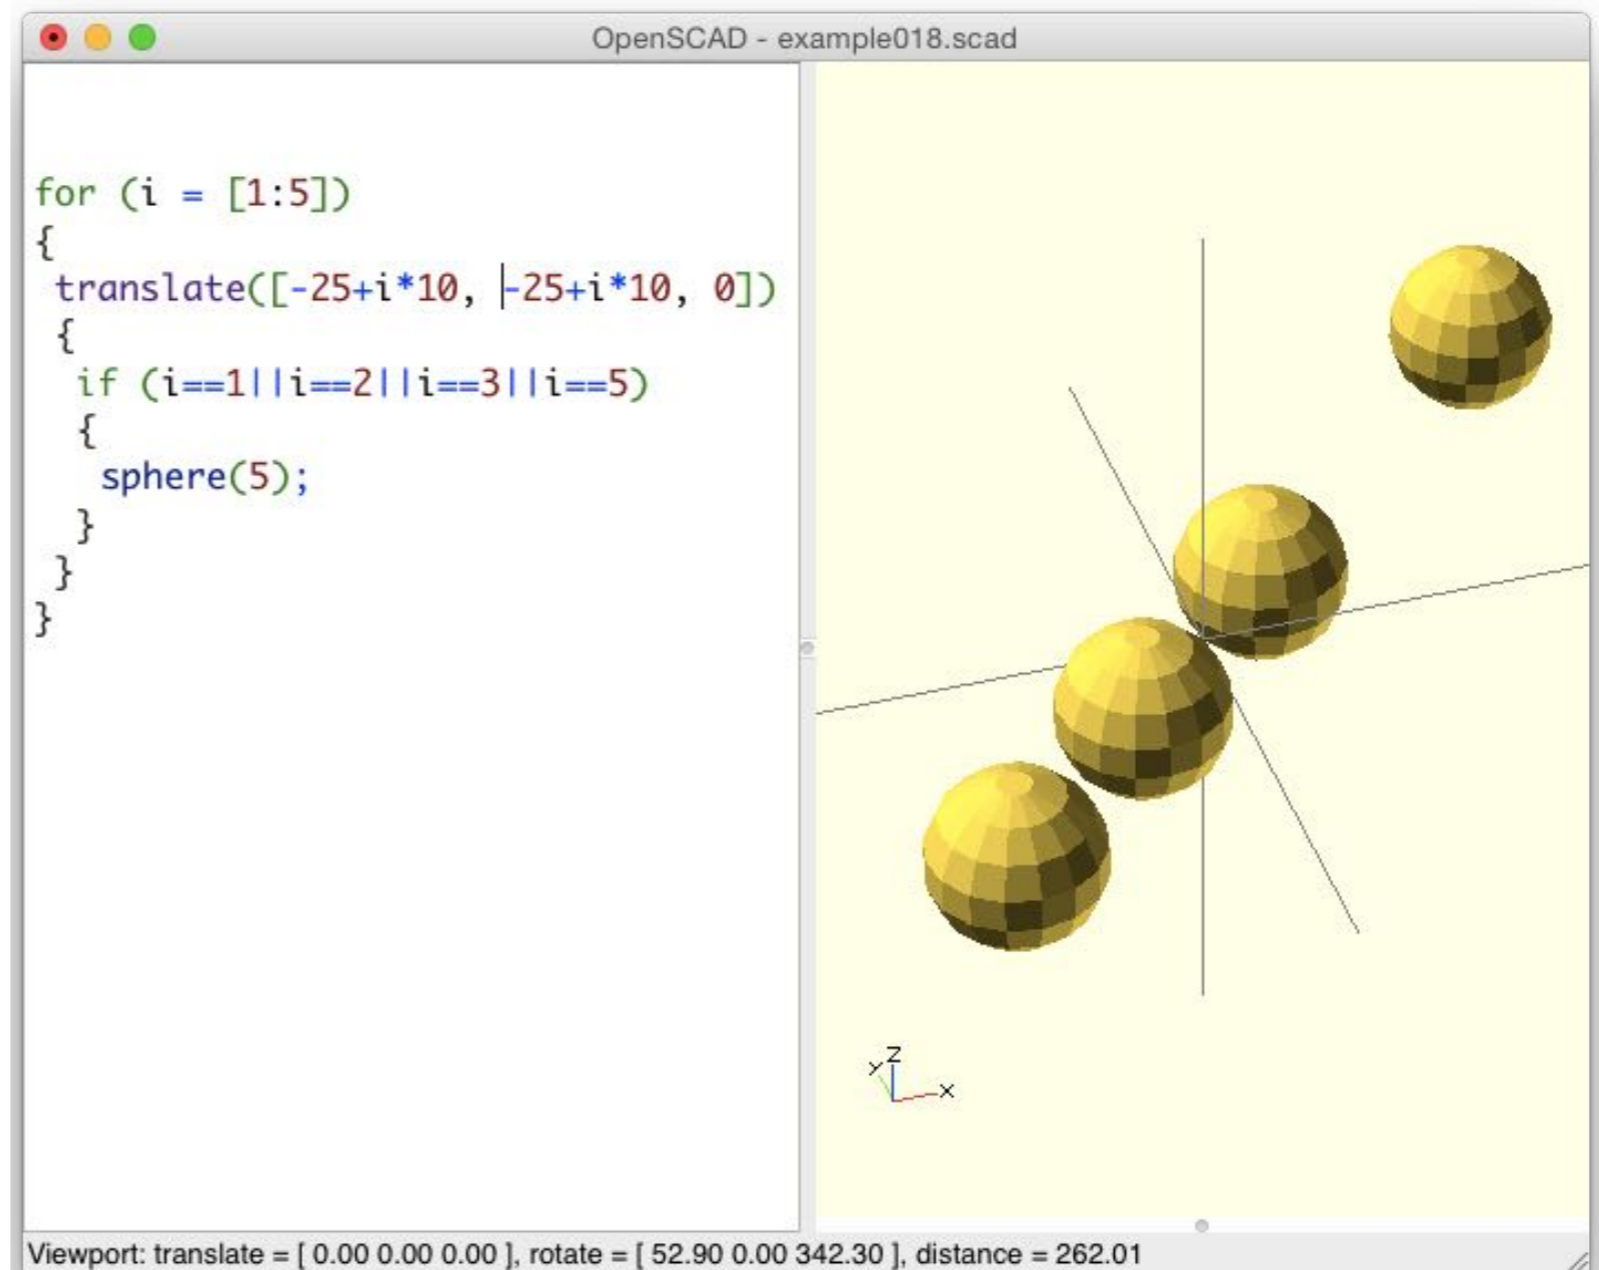 OpenSCAD - example018.scad
for (i = [1:5])
{
translate([-25+i*10, -25+i*10, 0])
{
if (i==1||i==2||i==3||i==5)
{
sphere(5);
}
}
}
Z
Y
X
Viewport: translate = [ 0.00 0.00 0.00 ], rotate = [ 52.90 0.00 342.30 ], distance = 262.01